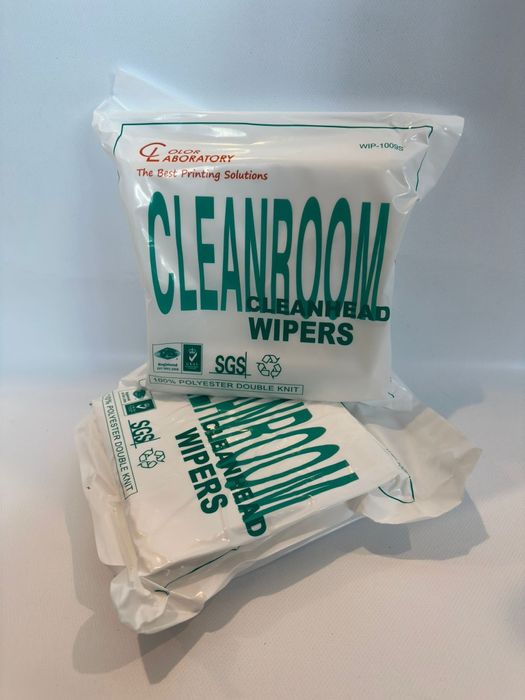 COLOR
LABORATORY
The Best Printing Solutions
WIP-1009S
CLEANROOM
CLEANHEAD
WIPERS
SGS
100% POLYESTER DOUBLE KNIT
CLEANROOM
CLEANHEAD
WIPERS
SGS
100% POLYESTER DOUBLE KNIT